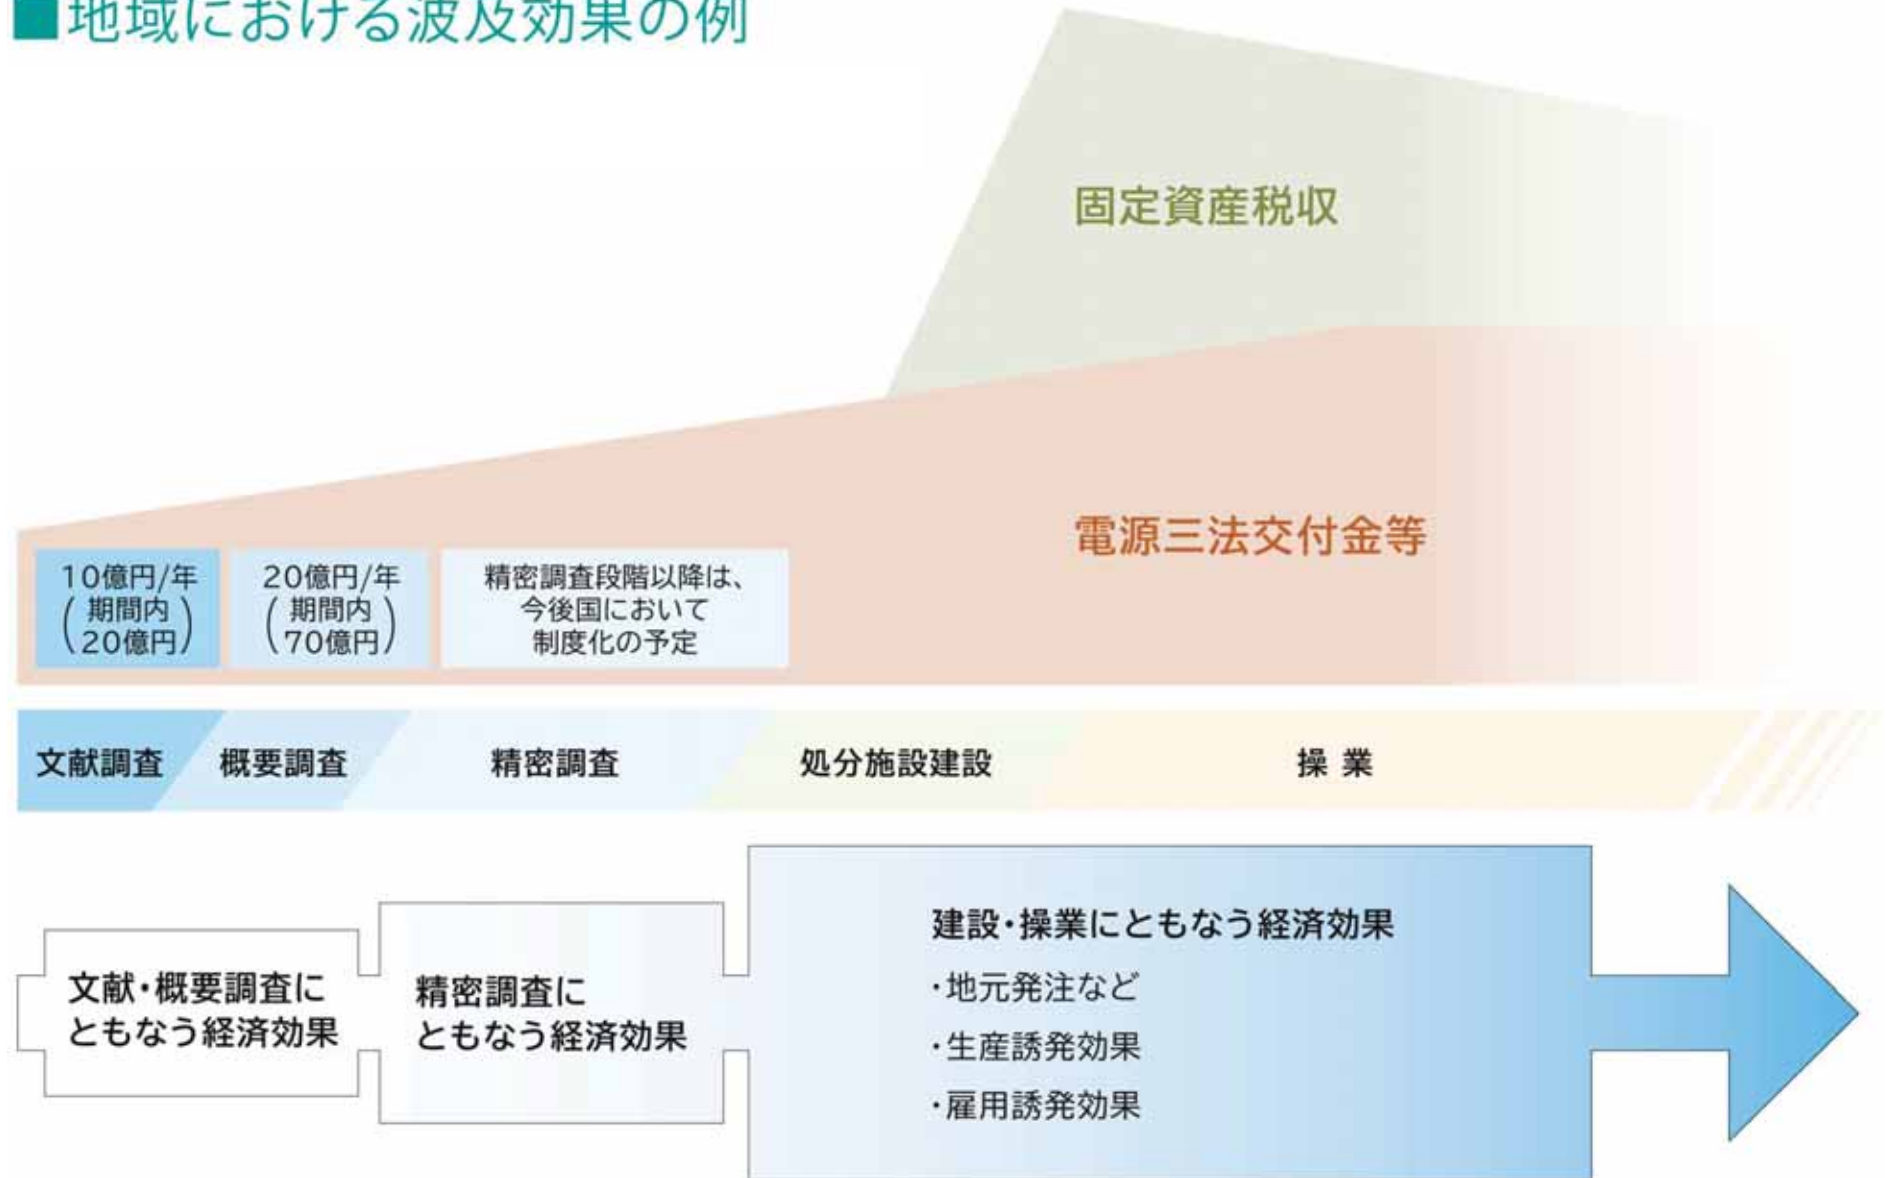 ■地域における波及効果の例
固定資産税収
電源三法交付金等
10億円/年
(期間内
20億円)
20億円/年
(期間内
70億円)
精密調査段階以降は、
今後国において
制度化の予定
文献調査
概要調査
精密調査
処分施設建設
操業
文献・概要調査に
ともなう経済効果
精密調査に
ともなう経済効果
建設・操業にともなう経済効果
・地元発注など
・生産誘発効果
・雇用誘発効果